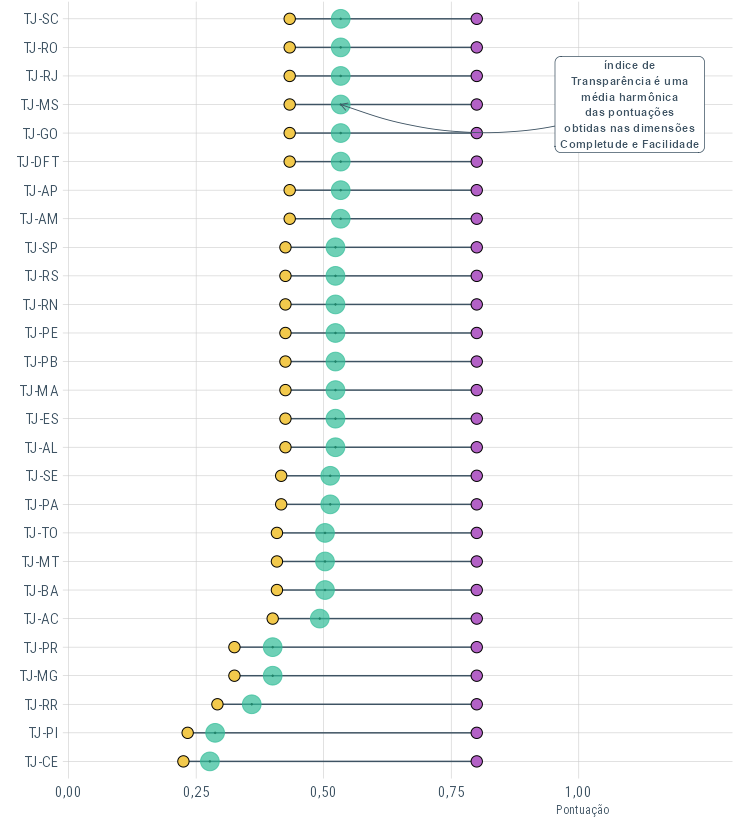 TJ-SC
TJ-RO
TJ-RJ
TJ-MS
TJ-GO
TJ-DFT
TJ-AP
TJ-AM
TJ-SP
TJ-RS
TJ-RN
TJ-PE
TJ-PB
TJ-MA
TJ-ES
TJ-AL
TJ-SE
TJ-PA
TJ-TO
TJ-MT
TJ-BA
TJ-AC
TJ-PR
TJ-MG
TJ-RR
TJ-PI
TJ-CE
índice de
Transparência é uma
média harmônica
das pontuações
obtidas nas dimensões
Completude e Facilidade
0,00 0,25 0,50 0,75 1,00
Pontuação